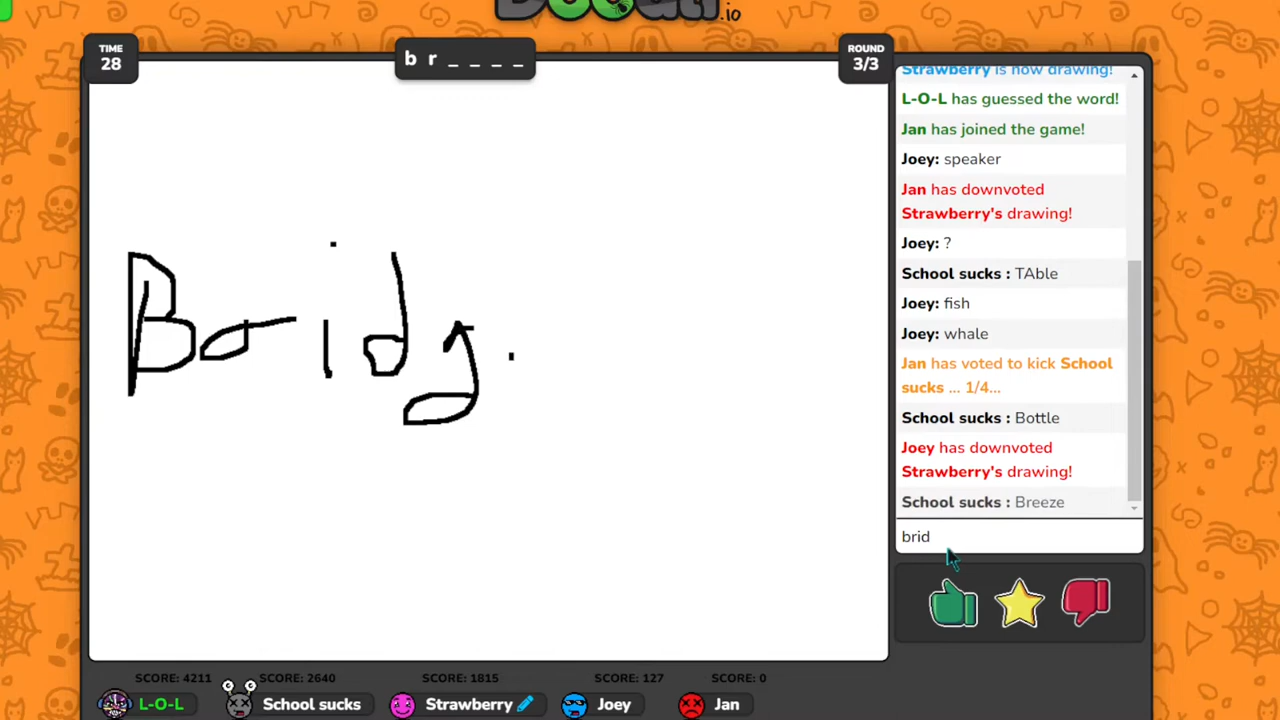 Doodli.io
TIME
28
b r _ _ _ _
ROUND
3/3
Bridg.
Strawberry is now drawing!
L-O-L has guessed the word!
Jan has joined the game!
Joey: speaker
Jan has downvoted
Strawberry's drawing!
Joey: ?
School sucks : TAble
Joey: fish
Joey: whale
Jan has voted to kick School
sucks ... 1/4...
School sucks : Bottle
Joey has downvoted
Strawberry's drawing!
School sucks : Breeze
brid
SCORE: 4211
L-O-L
SCORE: 2640
School sucks
SCORE: 1815
Strawberry
SCORE: 127
Joey
SCORE: 0
Jan